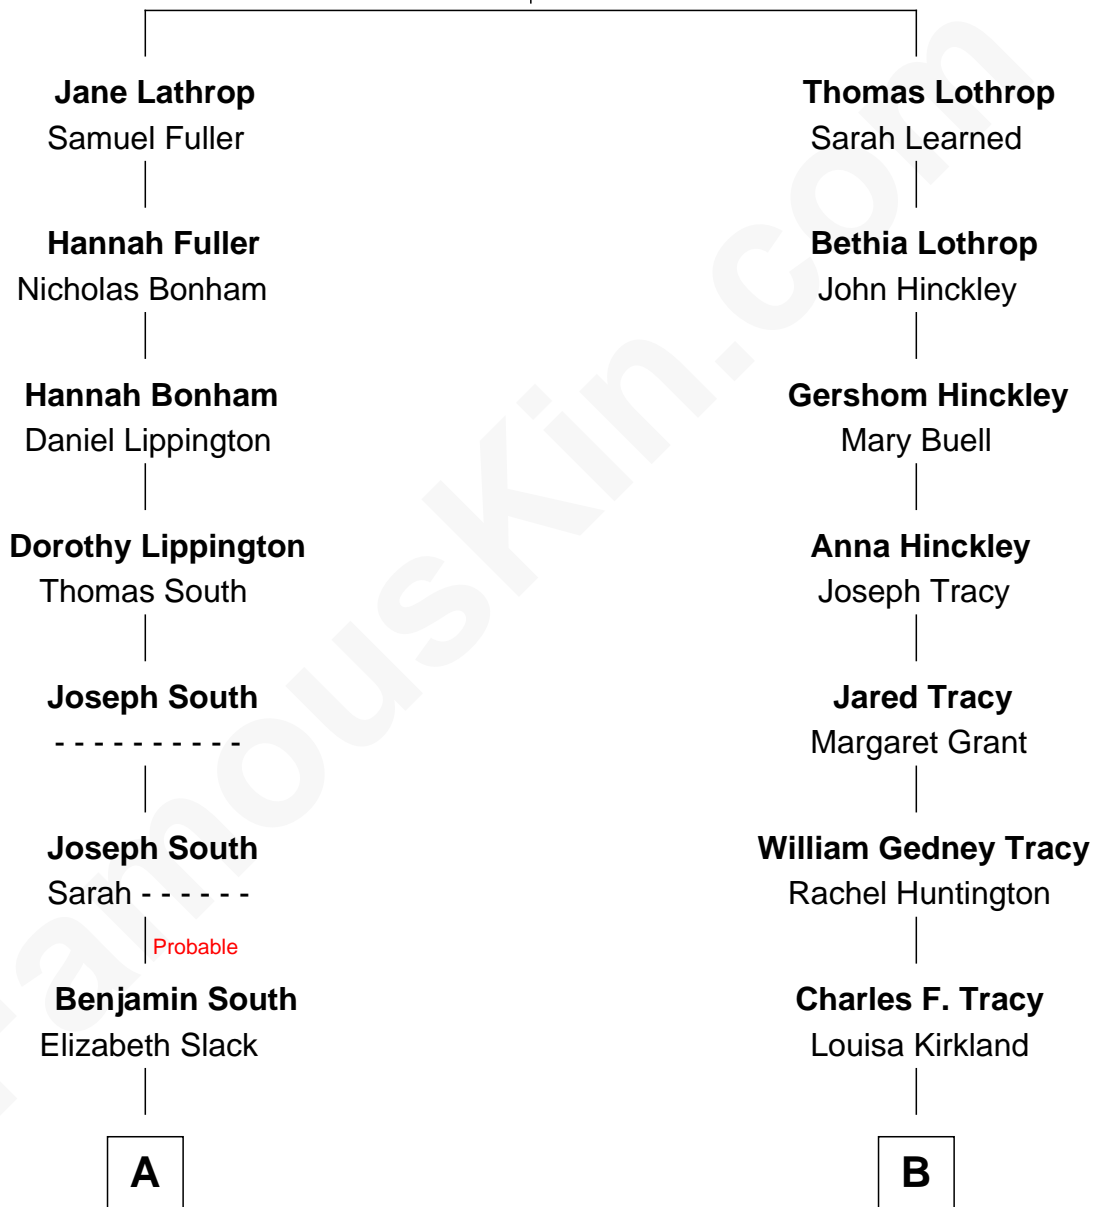 Jane Lathrop
Samuel Fuller
Hannah Fuller
Nicholas Bonham
Hannah Bonham
Daniel Lippington
Dorothy Lippington
Thomas South
Joseph South
- - - - - - - - - -
Joseph South
Sarah - - - - - -
Probable
Benjamin South
Elizabeth Slack
A
Thomas Lothrop
Sarah Learned
Bethia Lothrop
John Hinckley
Gershom Hinckley
Mary Buell
Anna Hinckley
Joseph Tracy
Jared Tracy
Margaret Grant
William Gedney Tracy
Rachel Huntington
Charles F. Tracy
Louisa Kirkland
B
FamousKin.com